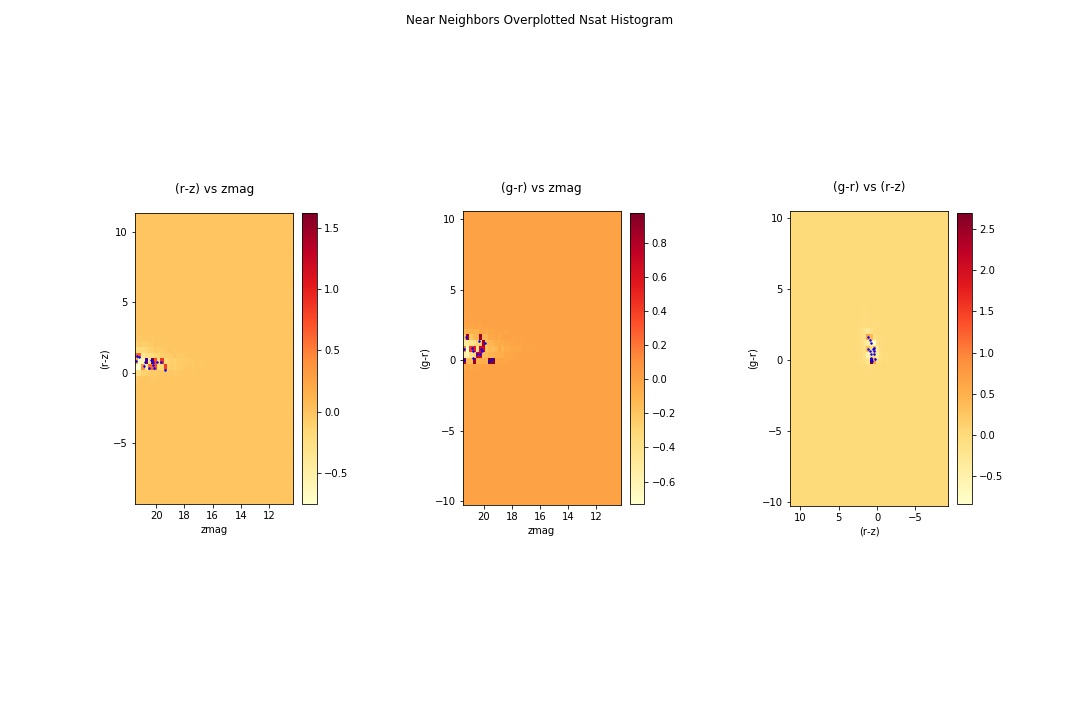 Near Neighbors Overplotted Nsat Histogram
(r-z) vs zmag
10
5
0
−5
(r-z)
20 18 16 14 12
zmag
1.5
1.0
0.5
0.0
−0.5
(g-r) vs zmag
10
5
0
−5
−10
(g-r)
20 18 16 14 12
zmag
0.8
0.6
0.4
0.2
0.0
−0.2
−0.4
−0.6
(g-r) vs (r-z)
10
5
0
−5
−10
(g-r)
10 5 0 −5
(r-z)
2.5
2.0
1.5
1.0
0.5
0.0
−0.5